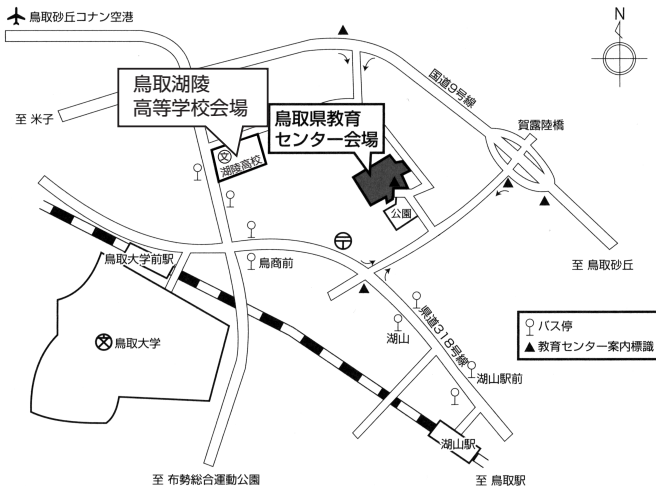 鳥取砂丘コナン空港
N
国道9号線
賀露陸橋
至 米子
鳥取湖陵
高等学校会場
鳥取県教育
センター会場
湖陵高校
公園
至 鳥取砂丘
鳥取大学前駅
鳥商前
鳥取大学
湖山
県道318号線
バス停
教育センター案内標識
湖山駅前
湖山駅
至 布勢総合運動公園
至 鳥取駅